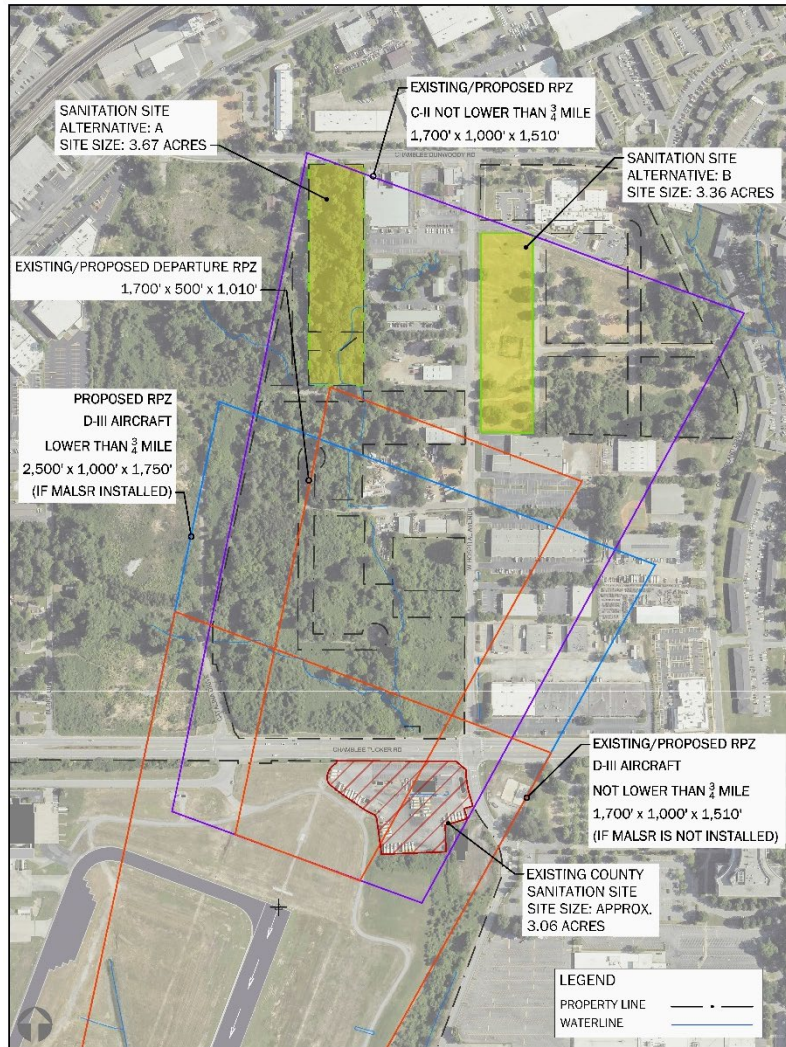 EXISTING/PROPOSED RPZ
C-II NOT LOWER THAN 3/4 MILE
1,700' x 1,000' x 1,510'
SANITATION SITE
ALTERNATIVE: A
SITE SIZE: 3.67 ACRES
CHAMBLEE DUNWOODY RD
SANITATION SITE
ALTERNATIVE: B
SITE SIZE: 3.36 ACRES
EXISTING/PROPOSED DEPARTURE RPZ
1,700' x 500' x 1,010'
PROPOSED RPZ
D-III AIRCRAFT
LOWER THAN 3/4 MILE
2,500' x 1,000' x 1,750'
(IF MALSR INSTALLED)
W HOSPITAL AVENUE
CHAMBLEE TUCKER RD
EXISTING/PROPOSED RPZ
D-III AIRCRAFT
NOT LOWER THAN 3/4 MILE
1,700' x 1,000' x 1,510'
(IF MALSR IS NOT INSTALLED)
EXISTING COUNTY
SANITATION SITE
SITE SIZE: APPROX.
3.06 ACRES
LEGEND
PROPERTY LINE
WATERLINE